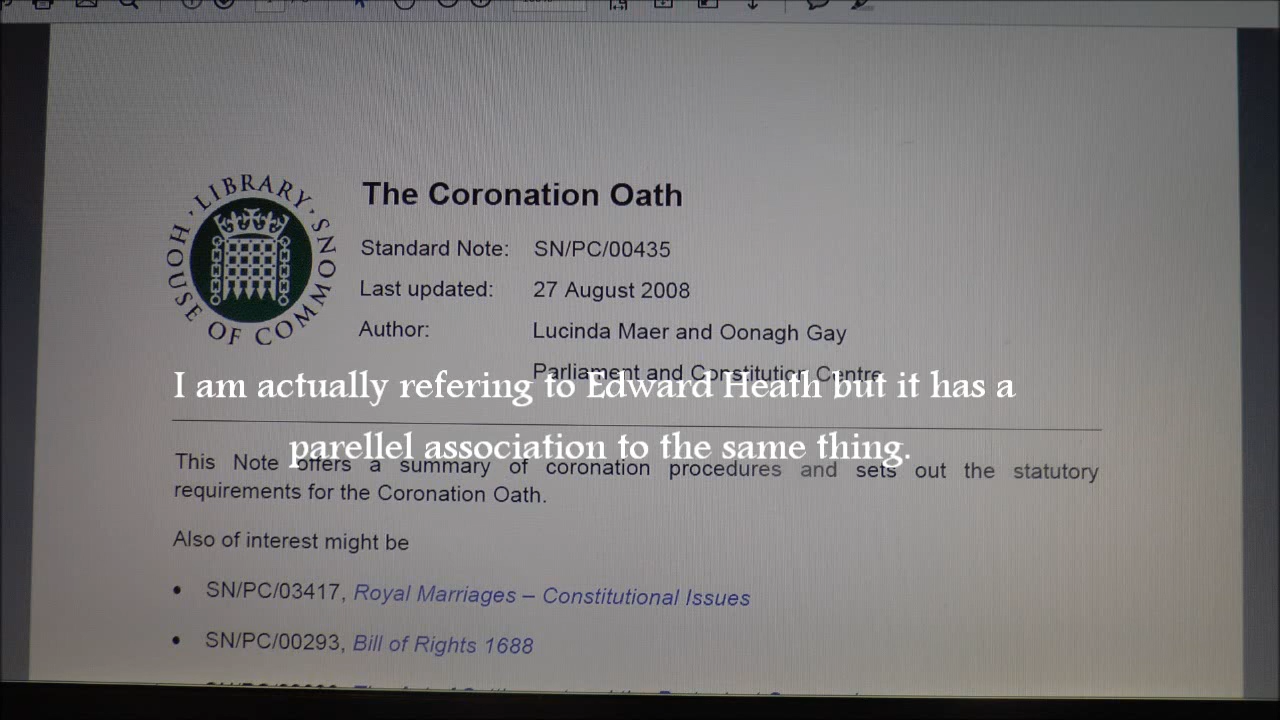 HOUSE OF COMMONS · LIBRARY ·
The Coronation Oath
Standard Note: SN/PC/00435
Last updated: 27 August 2008
Author: Lucinda Maer and Oonagh Gay
Parliament and Constitution Centre
I am actually refering to Edward Heath but it has a
parellel association to the same thing.
This Note offers a summary of coronation procedures and sets out the statutory
requirements for the Coronation Oath.
Also of interest might be
• SN/PC/03417, Royal Marriages – Constitutional Issues
• SN/PC/00293, Bill of Rights 1688